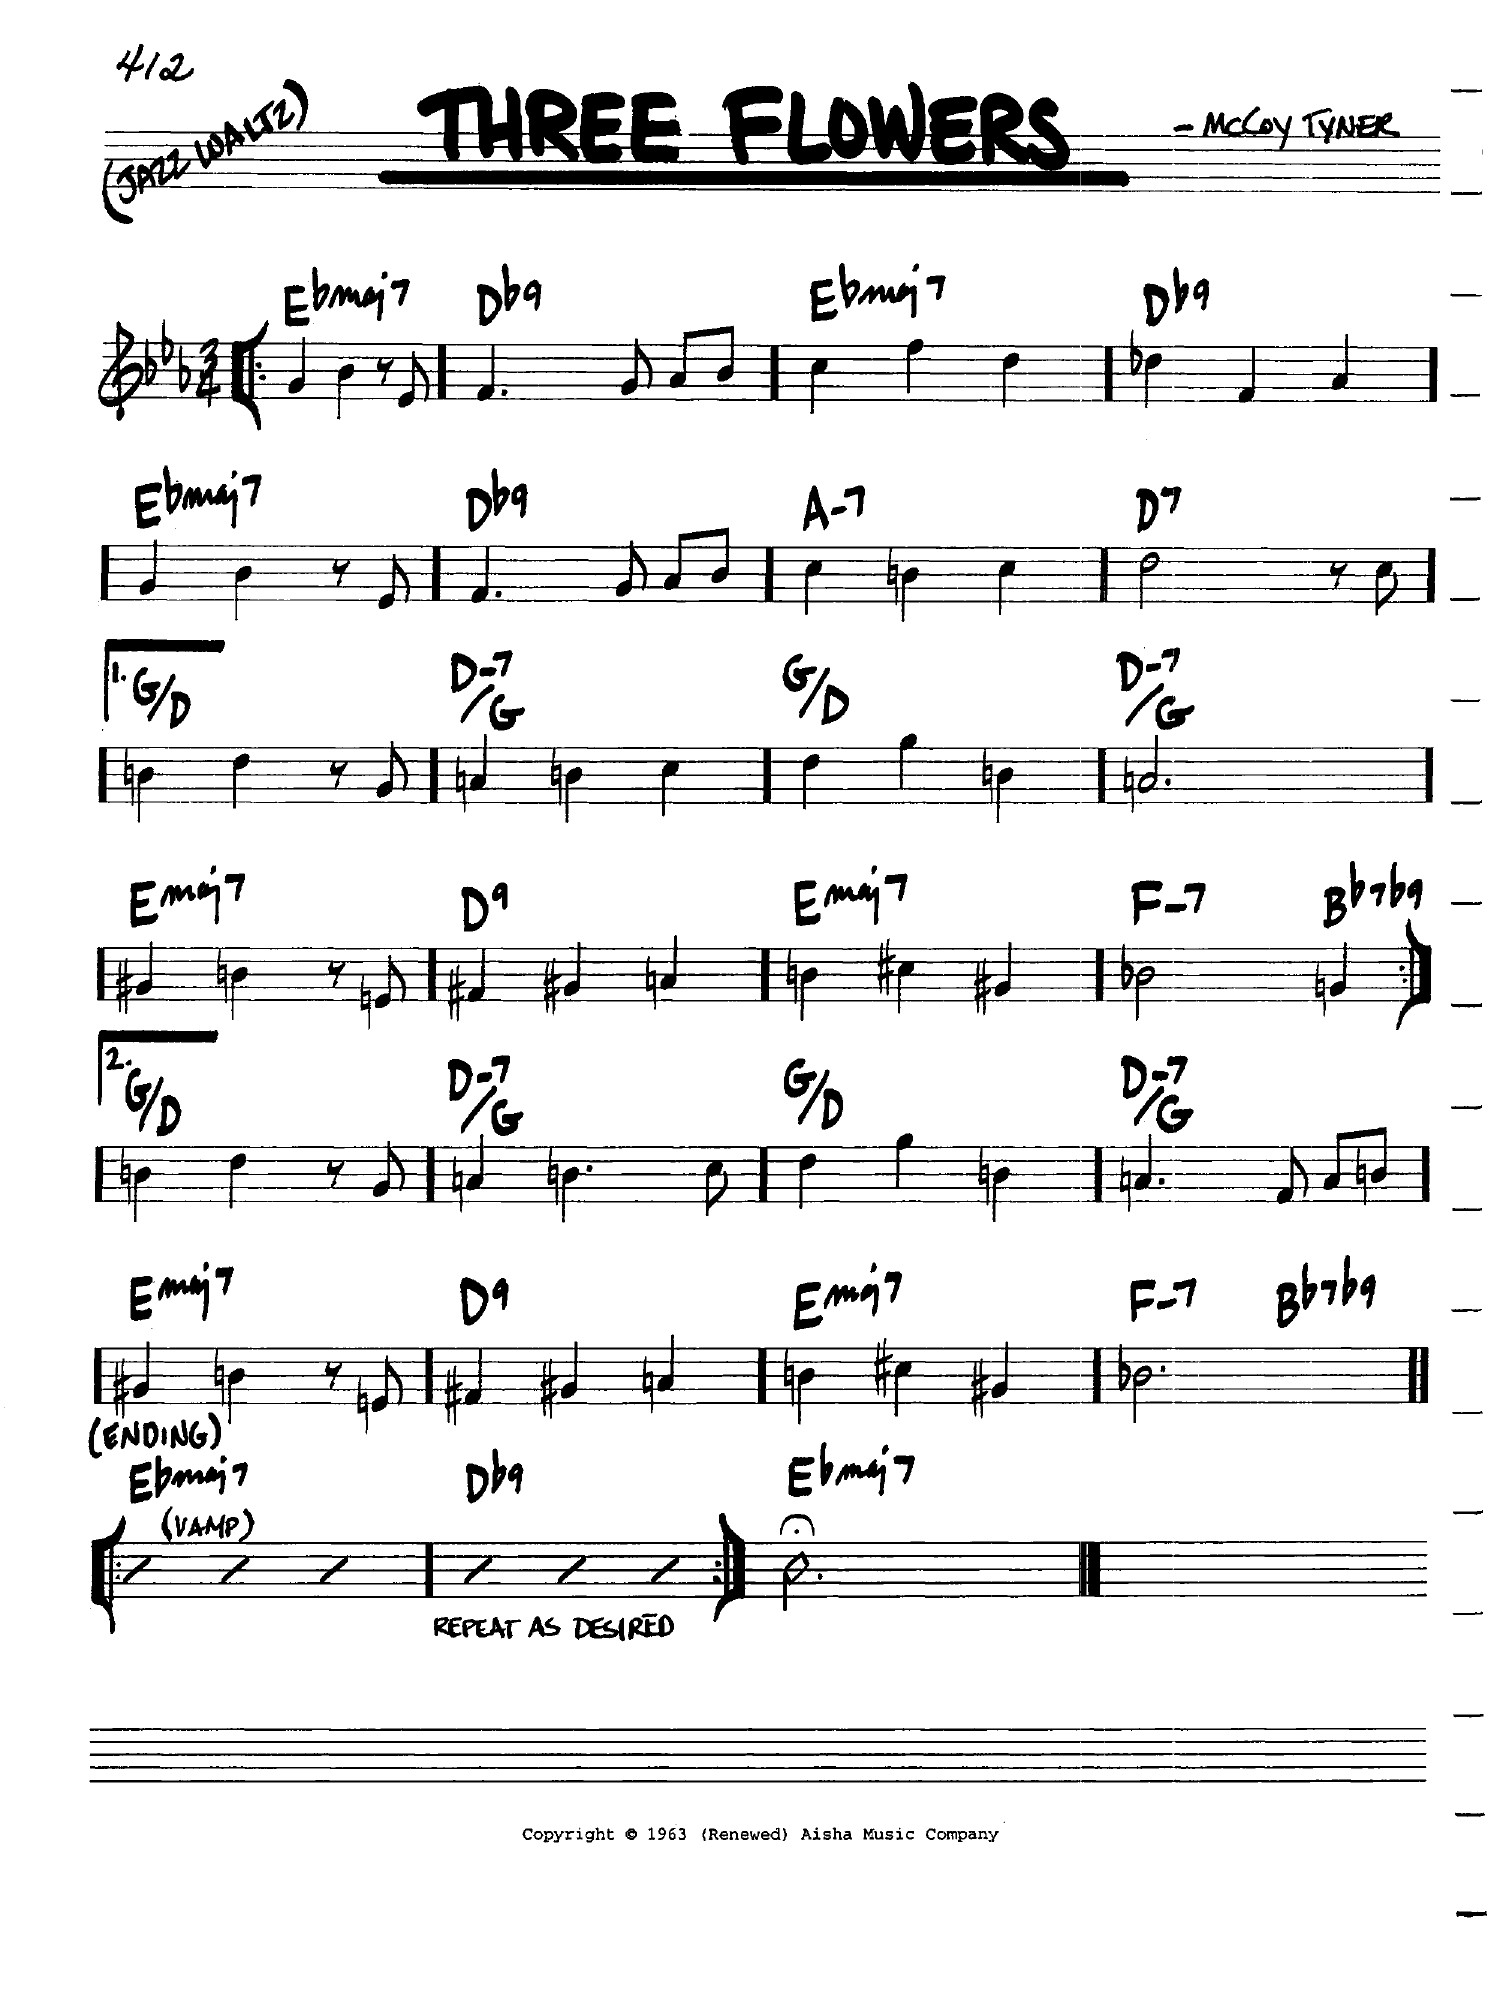 412
(JAZZ WALTZ)
THREE FLOWERS
- McCOY TYNER
Ebmaj7 Db9 Ebmaj7 Db9
3/4
Ebmaj7 Db9 A-7 D7
1. G/D D-7/G G/D D-7/G
Emaj7 D9 Emaj7 F-7 Bb7b9
2. G/D D-7/G G/D D-7/G
Emaj7 D9 Emaj7 F-7 Bb7b9
(ENDING)
Ebmaj7 Db9 Ebmaj7
(VAMP)
REPEAT AS DESIRED
Copyright © 1963 (Renewed) Aisha Music Company